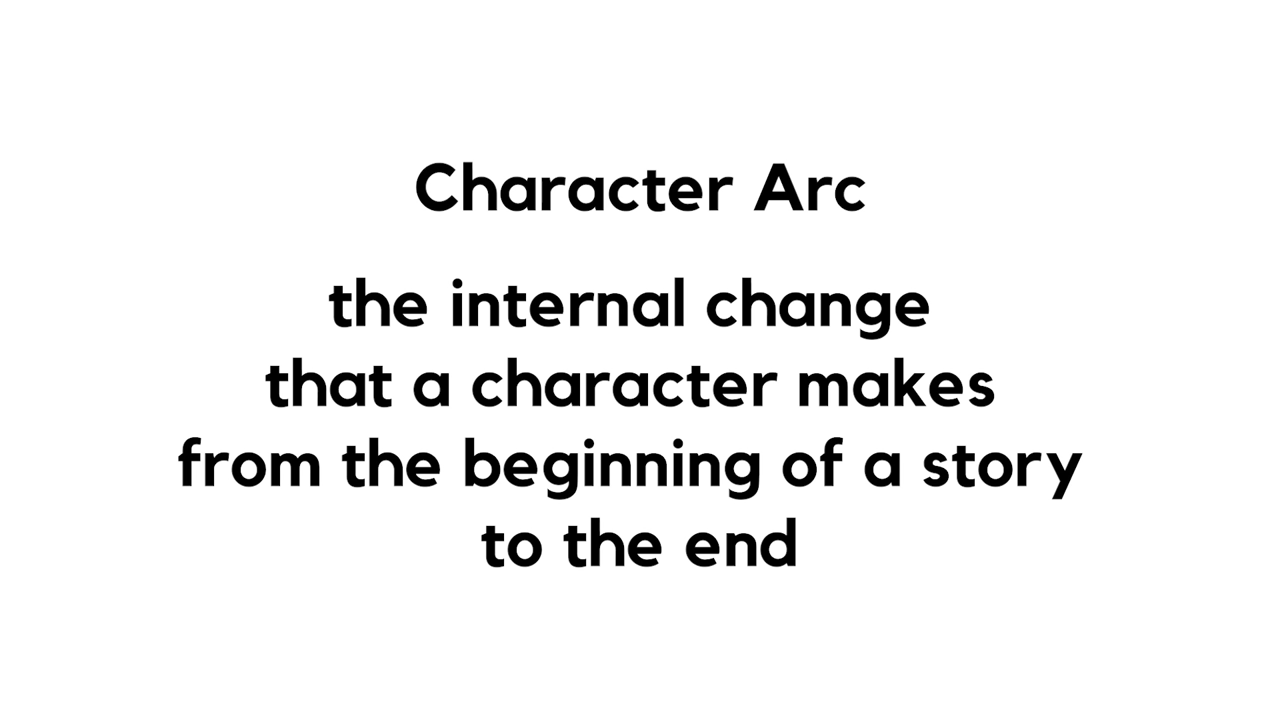 Character Arc
the internal change
that a character makes
from the beginning of a story
to the end